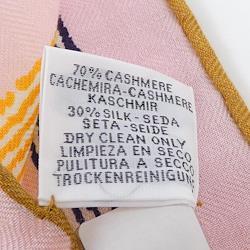 70% CASHMERE
CACHEMIRA-CASHMERE
KASCHMIR
30% SILK-SEDA
SETA-SEIDE
DRY CLEAN ONLY
LIMPIEZA EN SECO
PULITURA A SECCO
TROCKENREINIGUNG